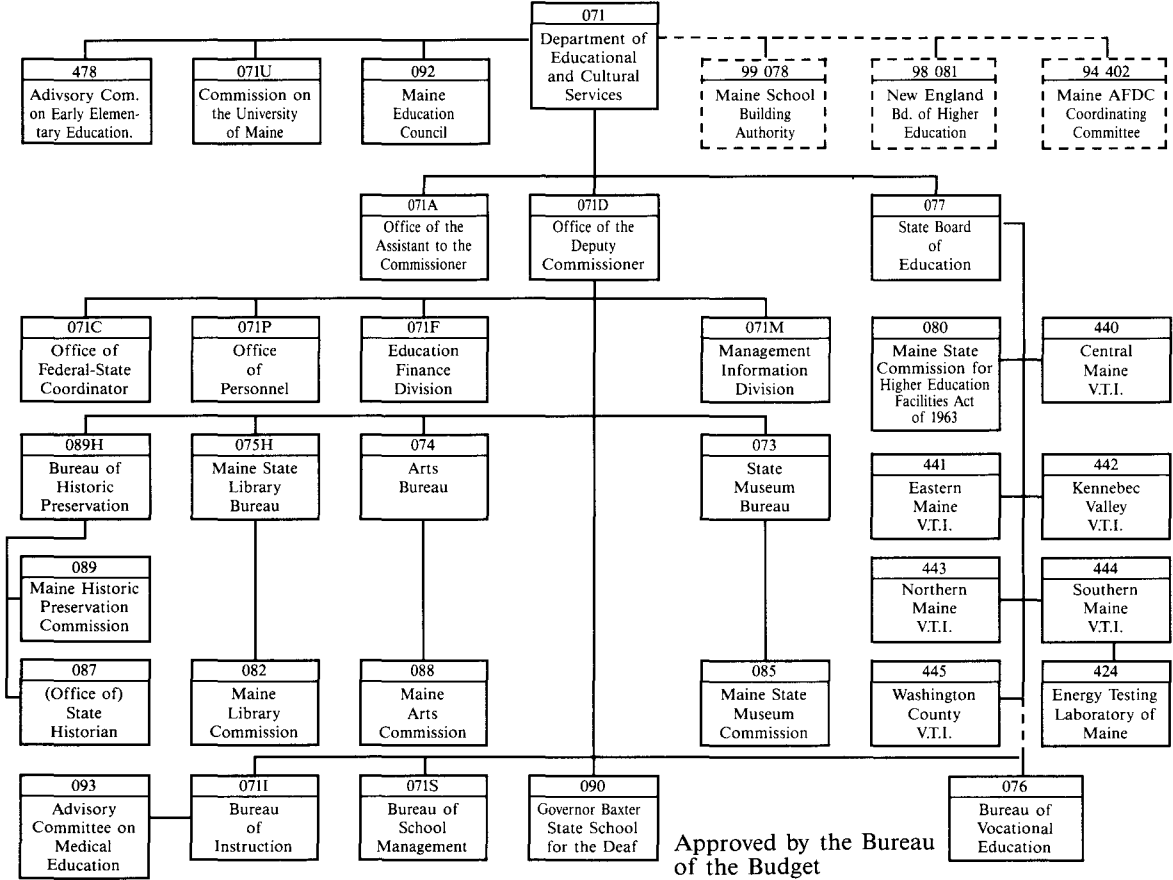 071
Department of
Educational
and Cultural
Services
478
Adivsory Com.
on Early Elemen-
tary Education.
071U
Commission on
the University
of Maine
092
Maine
Education
Council
99 078
Maine School
Building
Authority
98 081
New England
Bd. of Higher
Education
94 402
Maine AFDC
Coordinating
Committee
071A
Office of the
Assistant to the
Commissioner
071D
Office of the
Deputy
Commissioner
077
State Board
of
Education
071C
Office of
Federal-State
Coordinator
071P
Office
of
Personnel
071F
Education
Finance
Division
071M
Management
Information
Division
080
Maine State
Commission for
Higher Education
Facilities Act
of 1963
440
Central
Maine
V.T.I.
089H
Bureau of
Historic
Preservation
075H
Maine State
Library
Bureau
074
Arts
Bureau
073
State
Museum
Bureau
441
Eastern
Maine
V.T.I.
442
Kennebec
Valley
V.T.I.
089
Maine Historic
Preservation
Commission
443
Northern
Maine
V.T.I.
444
Southern
Maine
V.T.I.
087
(Office of)
State
Historian
082
Maine
Library
Commission
088
Maine
Arts
Commission
085
Maine State
Museum
Commission
445
Washington
County
V.T.I.
424
Energy Testing
Laboratory of
Maine
093
Advisory
Committee on
Medical
Education
071I
Bureau
of
Instruction
071S
Bureau of
School
Management
090
Governor Baxter
State School
for the Deaf
076
Bureau of
Vocational
Education
Approved by the Bureau
of the Budget